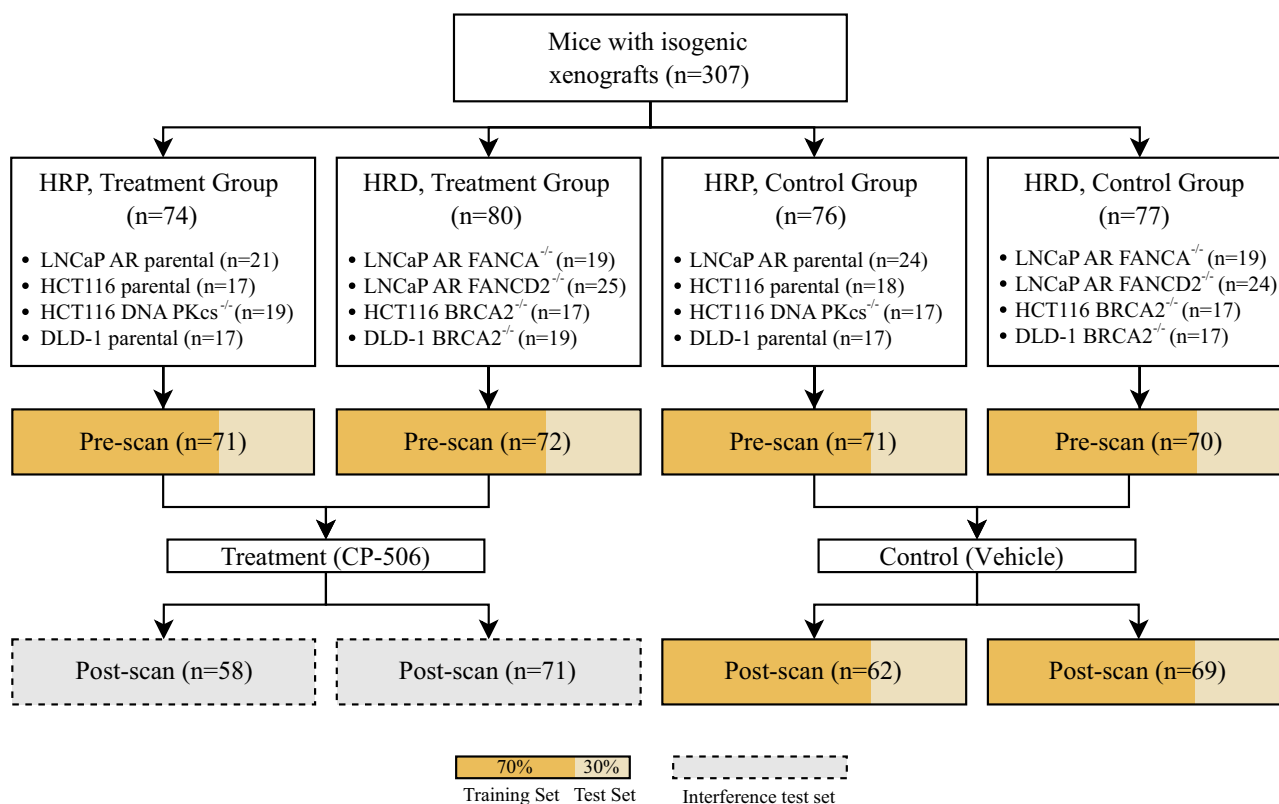 Mice with isogenic
xenografts (n=307)
HRP, Treatment Group
(n=74)
• LNCaP AR parental (n=21)
• HCT116 parental (n=17)
• HCT116 DNA PKcs⁻/⁻ (n=19)
• DLD-1 parental (n=17)
HRD, Treatment Group
(n=80)
• LNCaP AR FANCA⁻/⁻ (n=19)
• LNCaP AR FANCD2⁻/⁻ (n=25)
• HCT116 BRCA2⁻/⁻ (n=17)
• DLD-1 BRCA2⁻/⁻ (n=19)
HRP, Control Group
(n=76)
• LNCaP AR parental (n=24)
• HCT116 parental (n=18)
• HCT116 DNA PKcs⁻/⁻ (n=17)
• DLD-1 parental (n=17)
HRD, Control Group
(n=77)
• LNCaP AR FANCA⁻/⁻ (n=19)
• LNCaP AR FANCD2⁻/⁻ (n=24)
• HCT116 BRCA2⁻/⁻ (n=17)
• DLD-1 BRCA2⁻/⁻ (n=17)
Pre-scan (n=71)
Pre-scan (n=72)
Pre-scan (n=71)
Pre-scan (n=70)
Treatment (CP-506)
Control (Vehicle)
Post-scan (n=58)
Post-scan (n=71)
Post-scan (n=62)
Post-scan (n=69)
70% 30%
Training Set Test Set
Interference test set